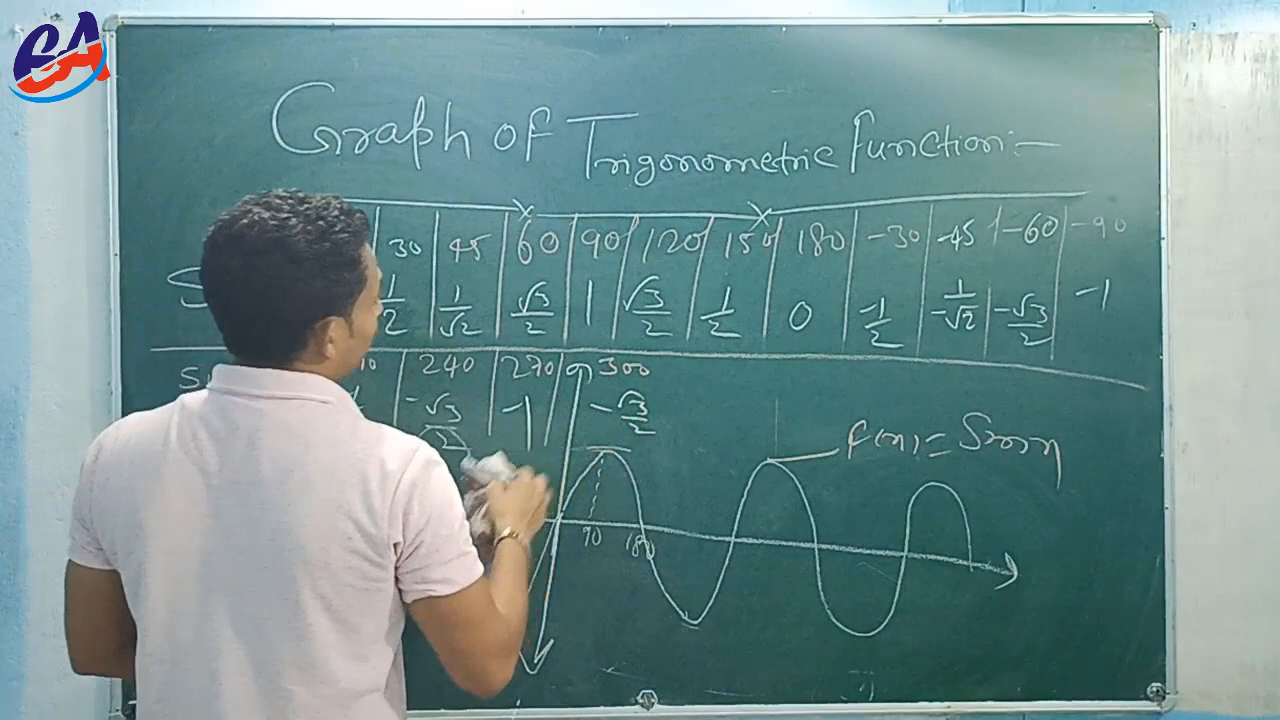 GA
Graph of Trigonometric function:-
30 45 60 90 120 150 180 -30 -45 -60 -90
1/2 1/√2 √3/2 1 √3/2 1/2 0 -1/2 -1/√2 -√3/2 -1
240 270 300
-√3/2 -1 -√3/2
90 180